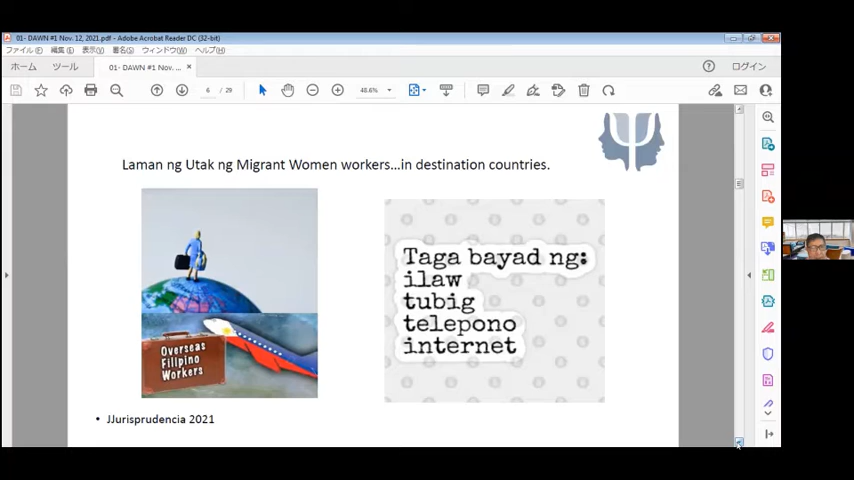 01- DAWN #1 Nov. 12, 2021.pdf - Adobe Acrobat Reader DC (32-bit)
ファイル(F) 編集(E) 表示(V) 署名(S) ウィンドウ(W) ヘルプ(H)
ホーム ツール 01- DAWN #1 Nov. ... × ログイン
6 / 29 48.6%
Laman ng Utak ng Migrant Women workers...in destination countries.
Taga bayad ng:
ilaw
tubig
telepono
internet
Overseas
Filipino
Workers
• JJurisprudencia 2021